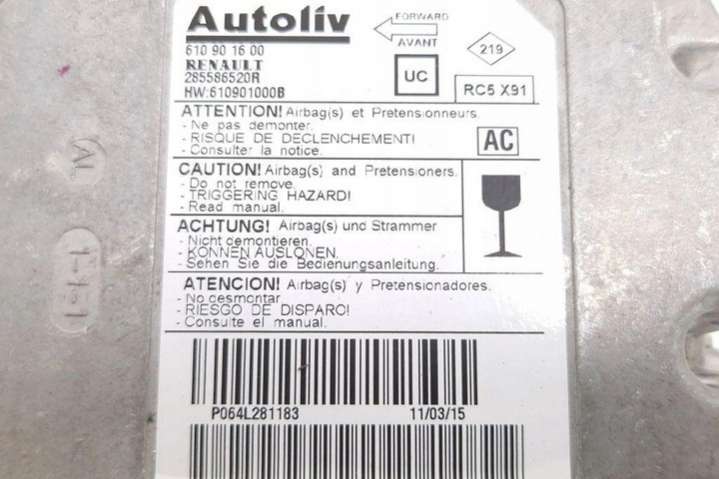 Autoliv
FORWARD
AVANT
219
610 90 16 00
RENAULT
285586520R
HW:610901000B
UC
RC5 X91
ATTENTION! Airbag(s) et Pretensionneurs
- Ne pas demonter.
- RISQUE DE DECLENCHEMENT!
- Consulter la notice.
AC
CAUTION! Airbag(s) and Pretensioners.
- Do not remove.
- TRIGGERING HAZARD!
- Read manual.
ACHTUNG! Airbag(s) und Strammer
- Nicht demontieren.
- KONNEN AUSLONEN.
- Sehen Sie die Bedienungsanleitung.
ATENCION! Airbag(s) y Pretensionadores.
- No desmontar
- RIESGO DE DISPARO!
- Consulte el manual.
P064L281183
11/03/15